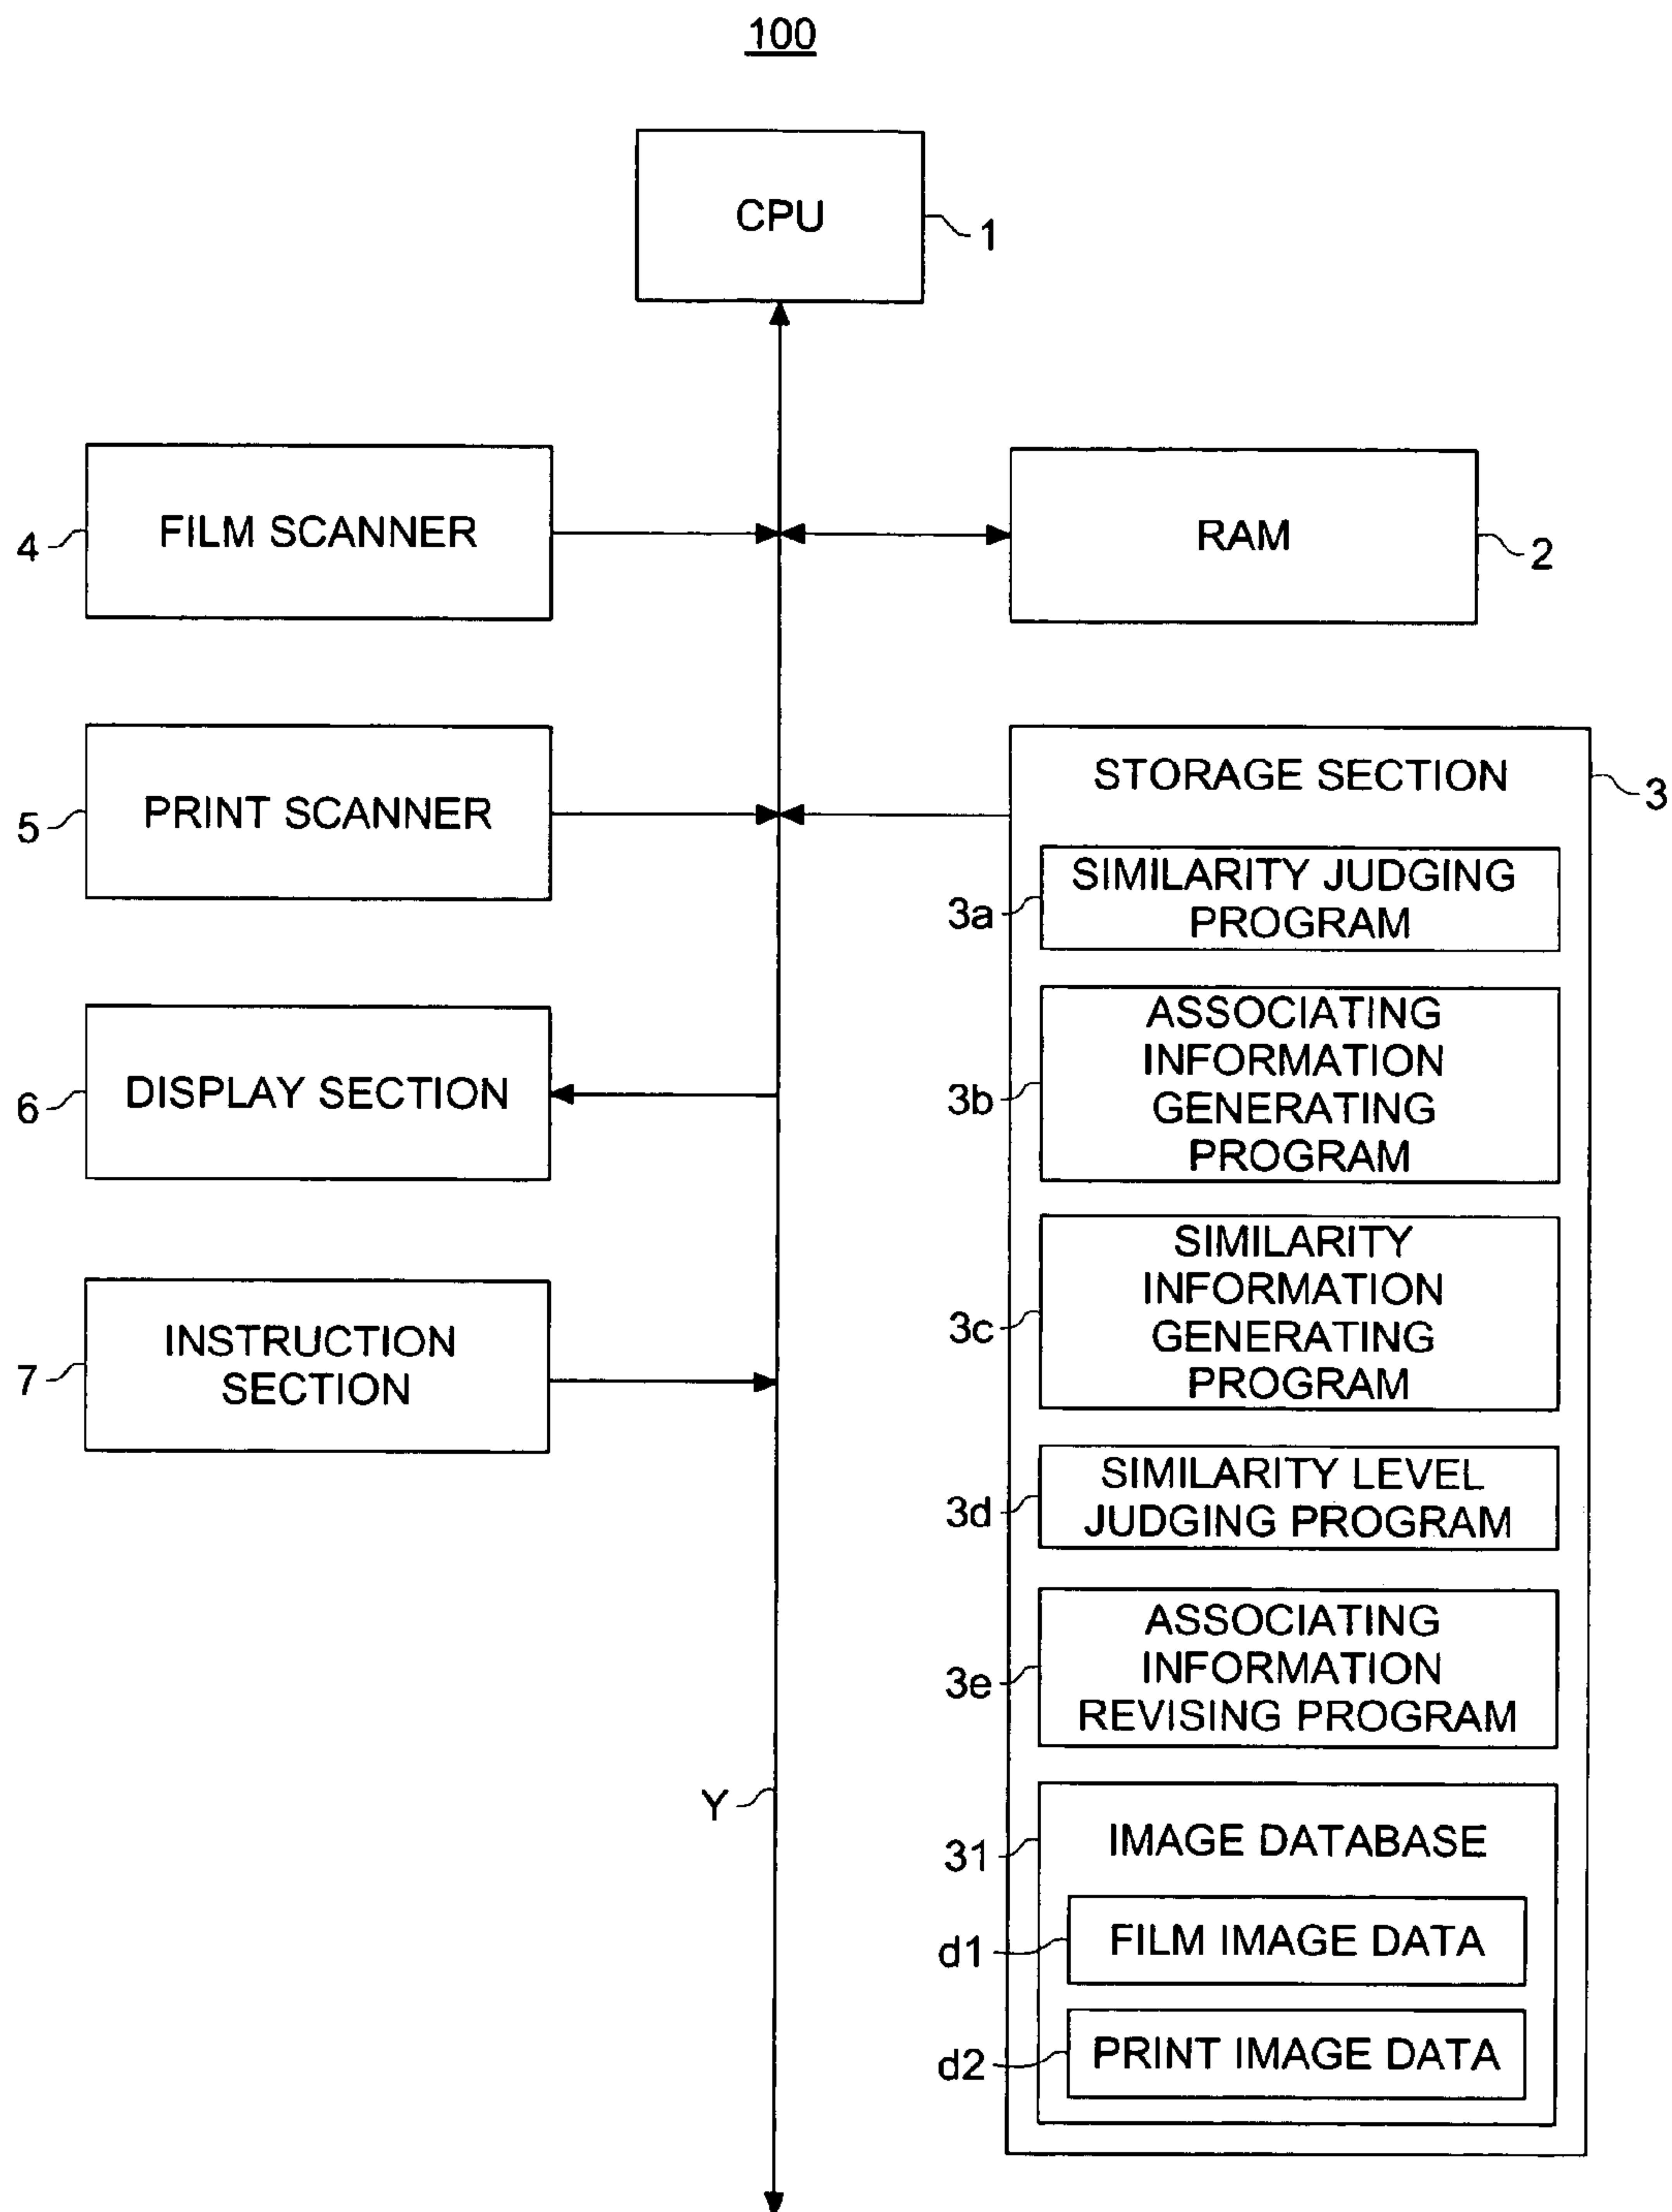 100
CPU
1
FILM SCANNER
4
RAM
2
PRINT SCANNER
5
STORAGE SECTION
3
SIMILARITY JUDGING
PROGRAM
3a
ASSOCIATING
INFORMATION
GENERATING
PROGRAM
3b
DISPLAY SECTION
6
SIMILARITY
INFORMATION
GENERATING
PROGRAM
3c
INSTRUCTION
SECTION
7
SIMILARITY LEVEL
JUDGING PROGRAM
3d
ASSOCIATING
INFORMATION
REVISING PROGRAM
3e
Y
IMAGE DATABASE
31
FILM IMAGE DATA
d1
PRINT IMAGE DATA
d2